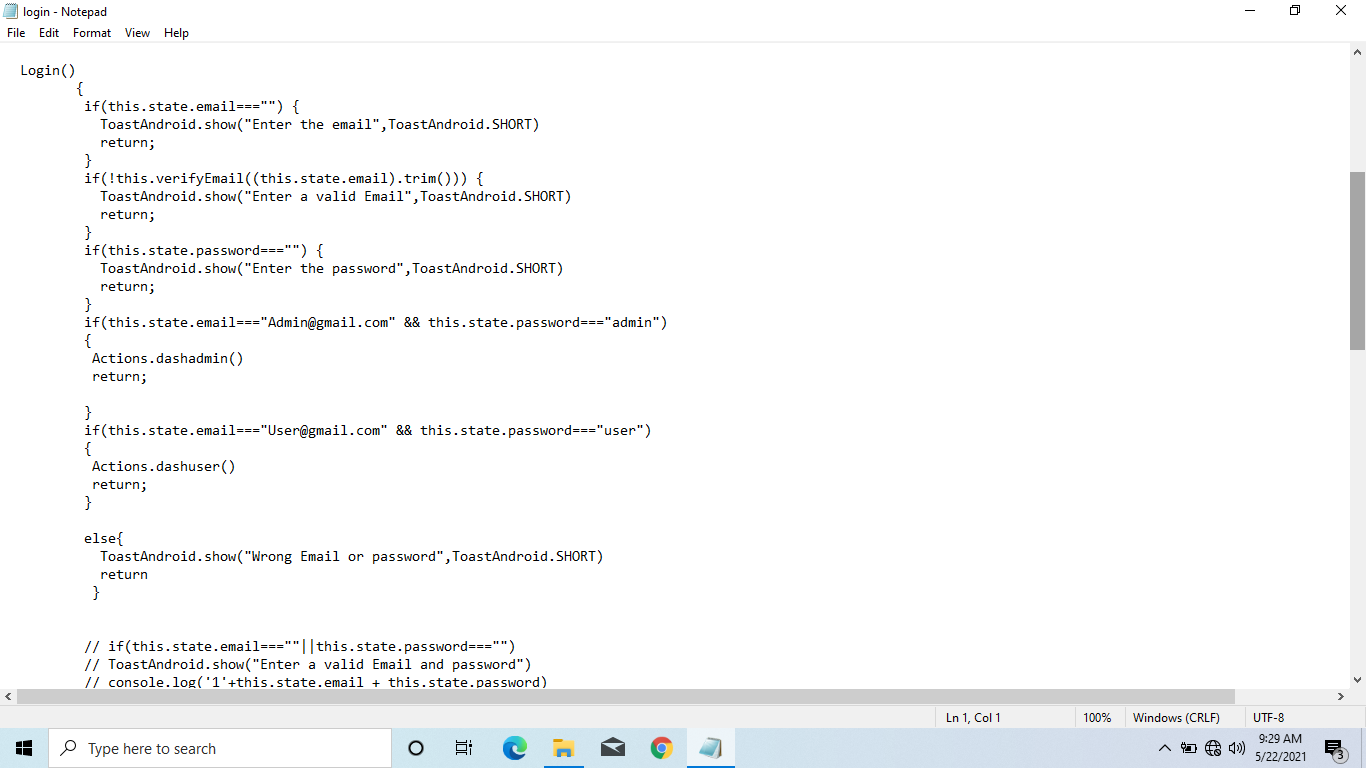 login - Notepad
File Edit Format View Help
Login()
{
if(this.state.email==="") {
ToastAndroid.show("Enter the email",ToastAndroid.SHORT)
return;
}
if(!this.verifyEmail((this.state.email).trim())) {
ToastAndroid.show("Enter a valid Email",ToastAndroid.SHORT)
return;
}
if(this.state.password==="") {
ToastAndroid.show("Enter the password",ToastAndroid.SHORT)
return;
}
if(this.state.email==="Admin@gmail.com" && this.state.password==="admin")
{
Actions.dashadmin()
return;
}
if(this.state.email==="User@gmail.com" && this.state.password==="user")
{
Actions.dashuser()
return;
}
else{
ToastAndroid.show("Wrong Email or password",ToastAndroid.SHORT)
return
}
// if(this.state.email===""||this.state.password==="")
// ToastAndroid.show("Enter a valid Email and password")
// console.log('1'+this.state.email + this.state.password)
Ln 1, Col 1 100% Windows (CRLF) UTF-8
Type here to search
9:29 AM
5/22/2021
3